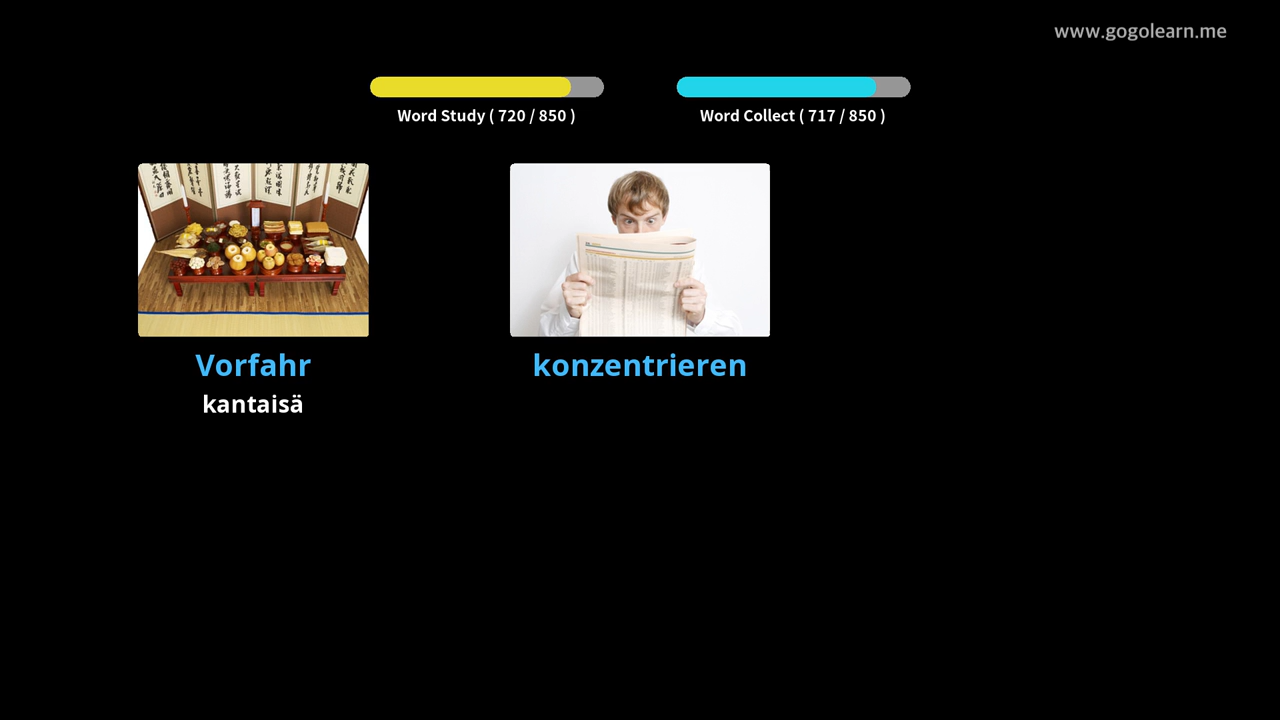 www.gogolearn.me
Word Study ( 720 / 850 )
Word Collect ( 717 / 850 )
Vorfahr
kantaisä
konzentrieren